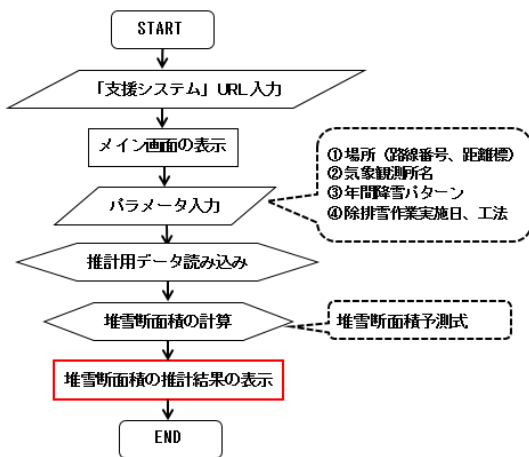 START
「支援システム」URL入力
メイン画面の表示
①場所（路線番号、距離標）
②気象観測所名
③年間降雪パターン
④除排雪作業実施日、工法
パラメータ入力
推計用データ読み込み
堆雪断面積の計算
堆雪断面積予測式
堆雪断面積の推計結果の表示
END